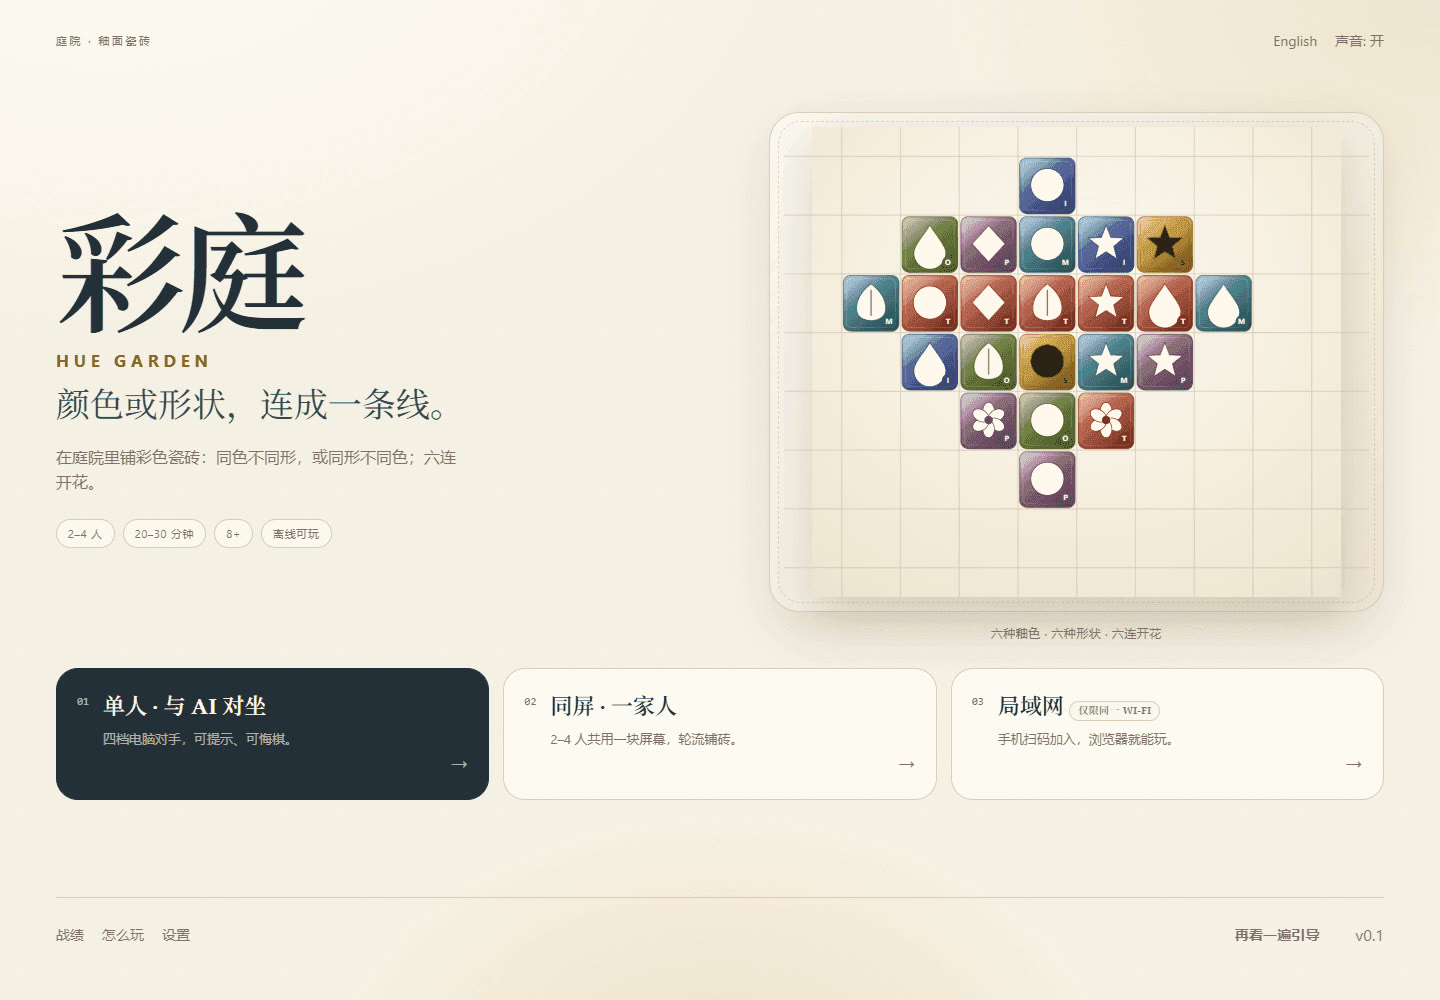 庭院 · 釉面瓷砖
English 声音: 开
彩庭
HUE GARDEN
颜色或形状，连成一条线。
在庭院里铺彩色瓷砖：同色不同形，或同形不同色；六连
开花。
2–4 人 20–30 分钟 8+ 离线可玩
I
O P M I S
M T T T T T M
I O S M P
P O T
P
六种釉色 · 六种形状 · 六连开花
01 单人 · 与 AI 对坐
四档电脑对手，可提示、可悔棋。
→
02 同屏 · 一家人
2–4 人共用一块屏幕，轮流铺砖。
→
03 局域网 仅限同一 WI-FI
手机扫码加入，浏览器就能玩。
→
战绩 怎么玩 设置
再看一遍引导 v0.1